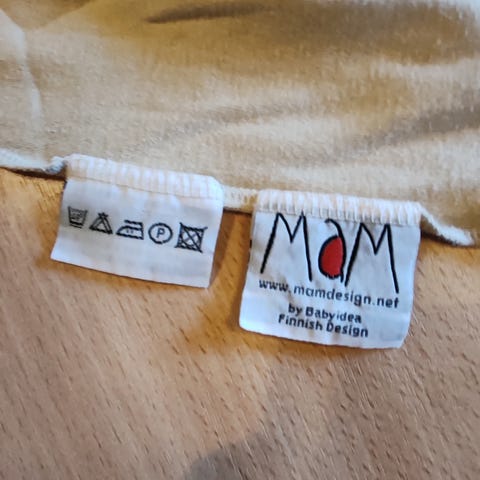 MaM
www.mamdesign.net
by Babyidea
Finnish Design
P